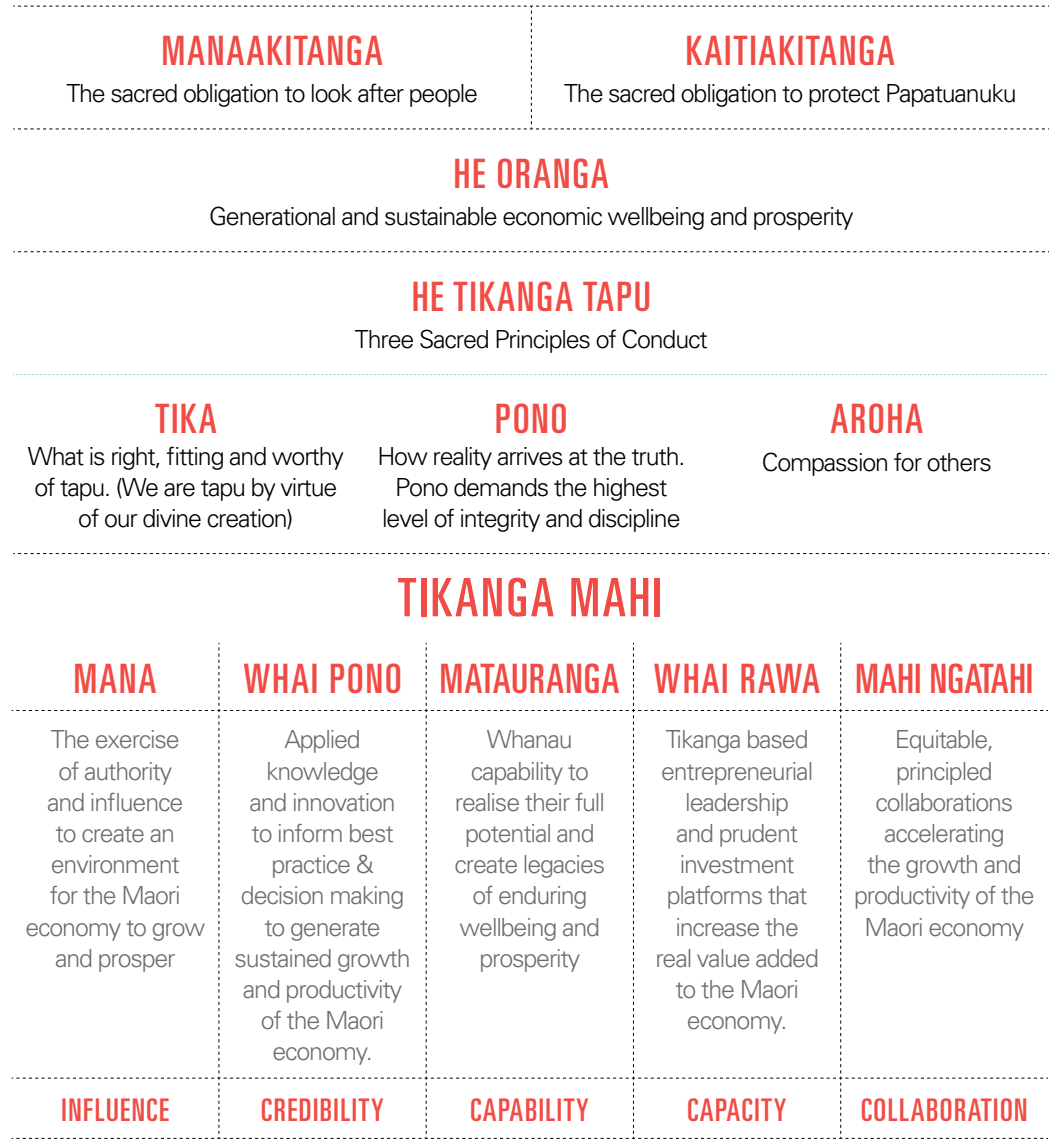 MANAAKITANGA
The sacred obligation to look after people
KAITIAKITANGA
The sacred obligation to protect Papatuanuku
HE ORANGA
Generational and sustainable economic wellbeing and prosperity
HE TIKANGA TAPU
Three Sacred Principles of Conduct
TIKA
What is right, fitting and worthy
of tapu. (We are tapu by virtue
of our divine creation)
PONO
How reality arrives at the truth.
Pono demands the highest
level of integrity and discipline
AROHA
Compassion for others
TIKANGA MAHI
MANA
The exercise
of authority
and influence
to create an
environment
for the Maori
economy to grow
and prosper
INFLUENCE
WHAI PONO
Applied
knowledge
and innovation
to inform best
practice &
decision making
to generate
sustained growth
and productivity
of the Maori
economy.
CREDIBILITY
MATAURANGA
Whanau
capability to
realise their full
potential and
create legacies
of enduring
wellbeing and
prosperity
CAPABILITY
WHAI RAWA
Tikanga based
entrepreneurial
leadership
and prudent
investment
platforms that
increase the
real value added
to the Maori
economy.
CAPACITY
MAHI NGATAHI
Equitable,
principled
collaborations
accelerating
the growth and
productivity of the
Maori economy
COLLABORATION